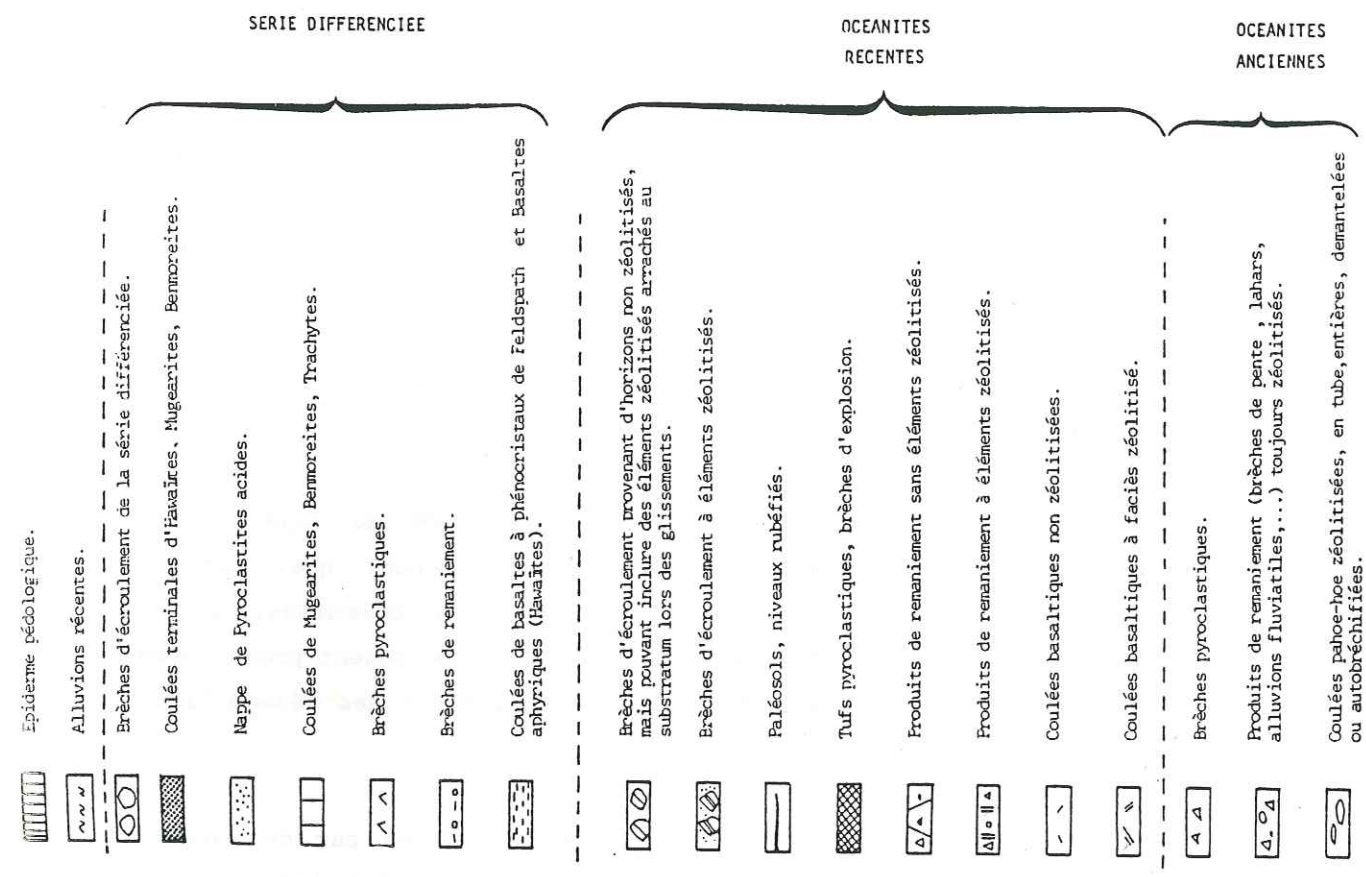 SERIE DIFFERENCIEE
OCEANITES
RECENTES
OCEANITES
ANCIENNES
Epiderme pédologique.
Alluvions récentes.
Brèches d'écroulement de la série différenciée.
Coulées terminales d'Hawaïtes. Mugearites, Benmoreites.
Nappe de Pyroclastites acides.
Coulées de Mugearites, Benmoreites, Trachytes.
Brèches pyroclastiques.
Brèches de remaniement.
Coulées de basaltes à phénocristaux de Feldspath et Basaltes
aphyriques (Hawaïtes).
Brèches d'écroulement provenant d'horizons non zéolitisés,
mais pouvant inclure des éléments zéolitisés arrachés au
substratum lors des glissements.
Brèches d'écroulement à éléments zéolitisés.
Paléosols, niveaux rubéfiés.
Tufs pyroclastiques, brèches d'explosion.
Produits de remaniement sans éléments zéolitisés.
Produits de remaniement à éléments zéolitisés.
Coulées basaltiques non zéolitisées.
Coulées basaltiques à faciès zéolitisé.
Brèches pyroclastiques.
Produits de remaniement (brèches de pente , lahars,
alluvions fluviatiles,...) toujours zéolitisés.
Coulées pahoe-hoe zéolitisées, en tube,entières, demantelées
ou autobréchifiées.